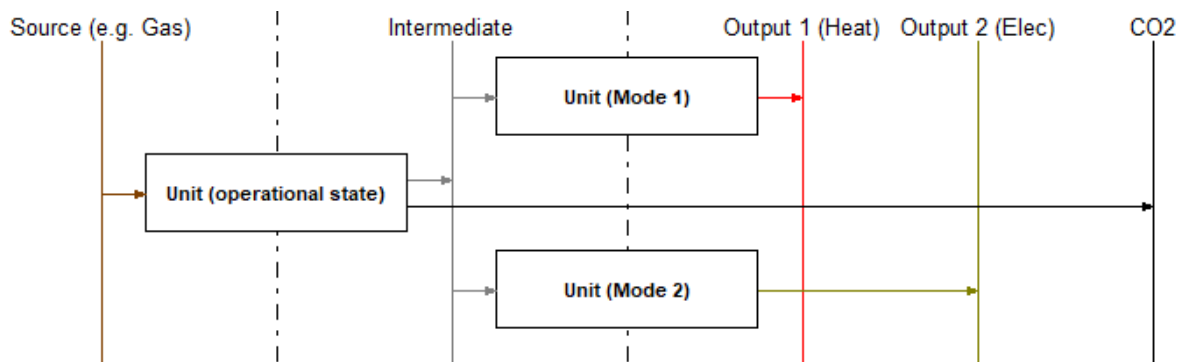 Source (e.g. Gas)
Intermediate
Output 1 (Heat)
Output 2 (Elec)
CO2
Unit (Mode 1)
Unit (operational state)
Unit (Mode 2)